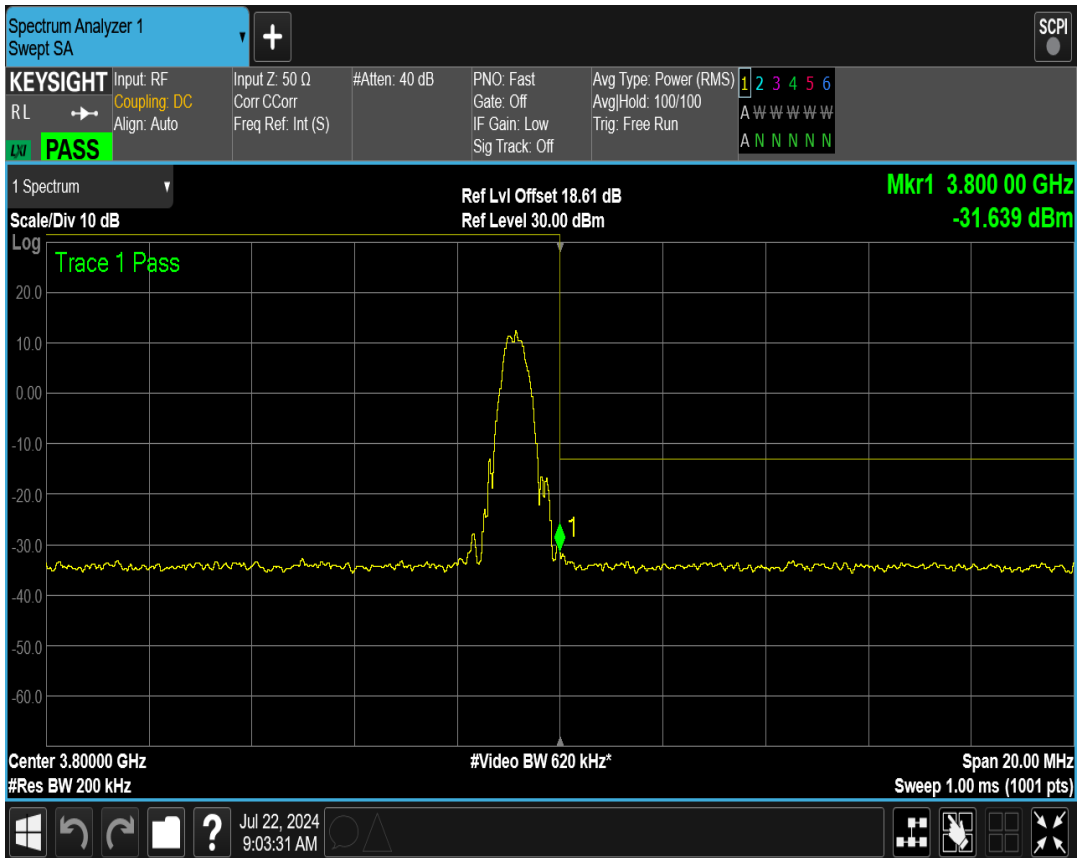 Spectrum Analyzer 1
Swept SA
SCPI
KEYSIGHT
R L
LXI
PASS
Input: RF
Coupling: DC
Align: Auto
Input Z: 50 Ω
Corr CCorr
Freq Ref: Int (S)
#Atten: 40 dB
PNO: Fast
Gate: Off
IF Gain: Low
Sig Track: Off
Avg Type: Power (RMS)
Avg|Hold: 100/100
Trig: Free Run
1 2 3 4 5 6
A W W W W W
A N N N N N
1 Spectrum
Scale/Div 10 dB
Ref Lvl Offset 18.61 dB
Ref Level 30.00 dBm
Mkr1 3.800 00 GHz
-31.639 dBm
Log
Trace 1 Pass
20.0
10.0
0.00
-10.0
-20.0
-30.0
-40.0
-50.0
-60.0
1
Center 3.80000 GHz
#Res BW 200 kHz
#Video BW 620 kHz*
Span 20.00 MHz
Sweep 1.00 ms (1001 pts)
?
Jul 22, 2024
9:03:31 AM